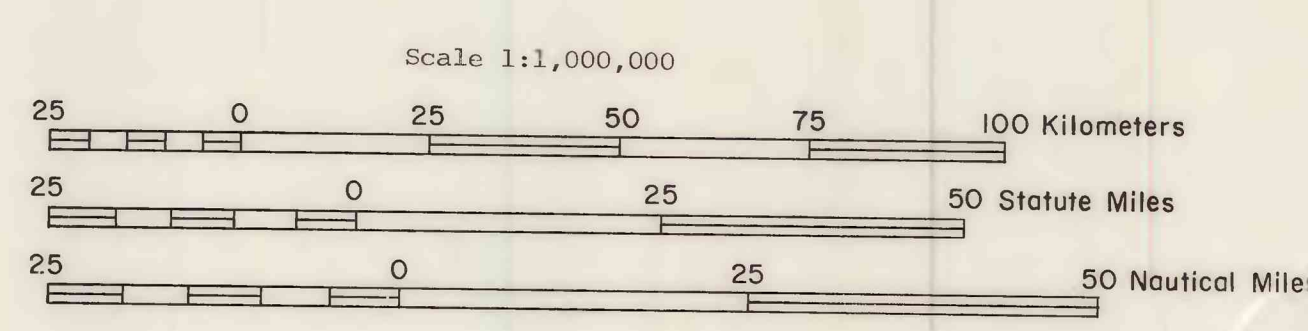 Scale 1:1,000,000
25 0 25 50 75 100 Kilometers
25 0 25 50 Statute Miles
25 0 25 50 Nautical Miles